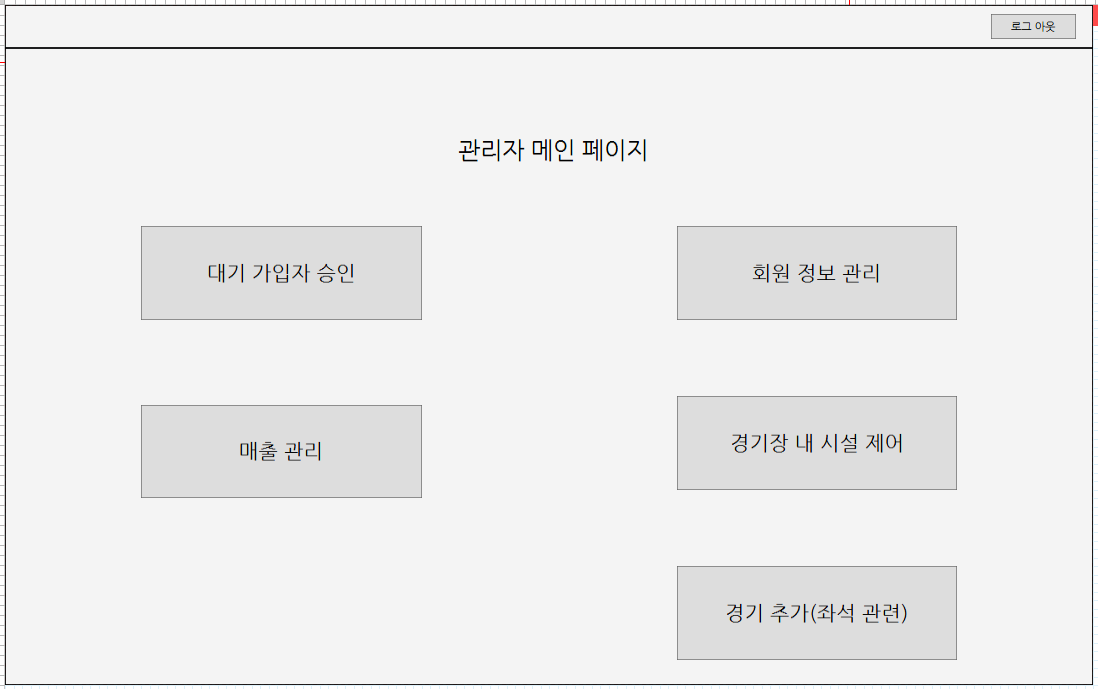 로그 아웃
관리자 메인 페이지
대기 가입자 승인
회원 정보 관리
매출 관리
경기장 내 시설 제어
경기 추가(좌석 관련)